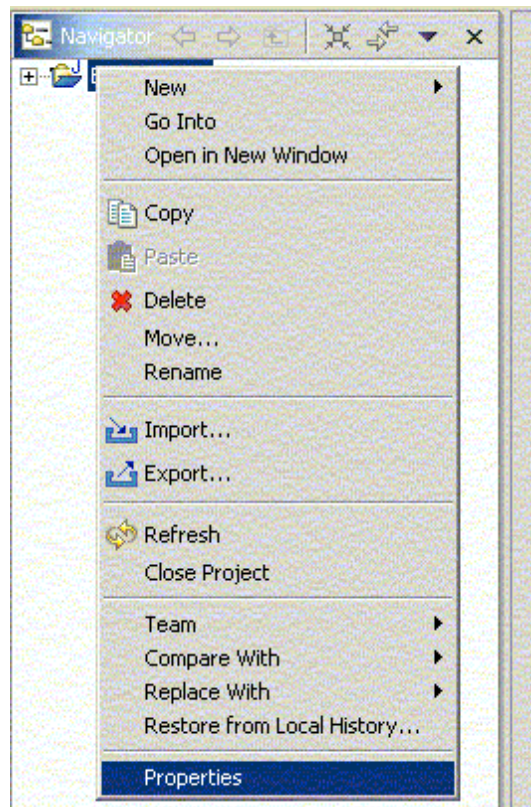 Navigator
New
Go Into
Open in New Window
Copy
Paste
Delete
Move...
Rename
Import...
Export...
Refresh
Close Project
Team
Compare With
Replace With
Restore from Local History...
Properties